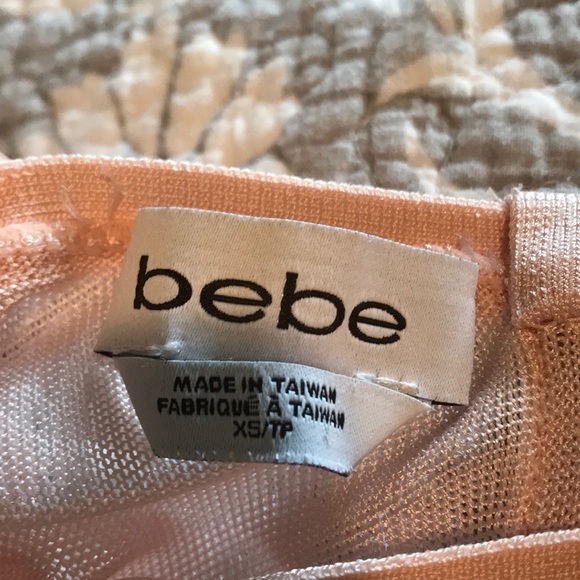 bebe
MADE IN TAIWAN
FABRIQUÉ À TAIWAN
XS/TP